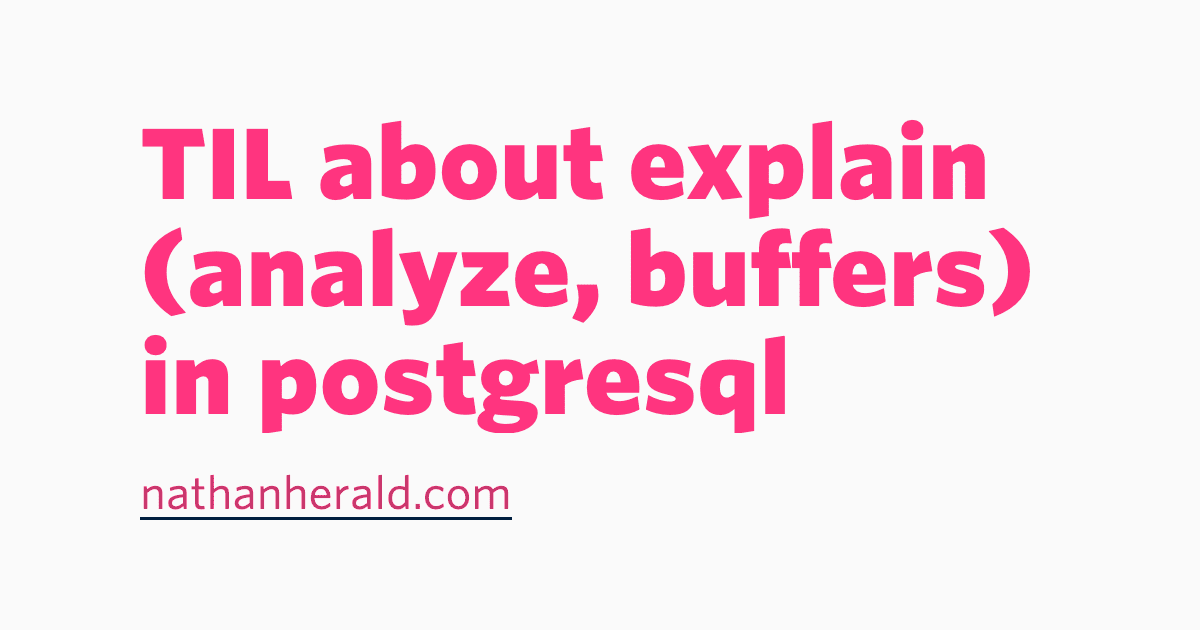 TIL about explain
(analyze, buffers)
in postgresql
nathanherald.com